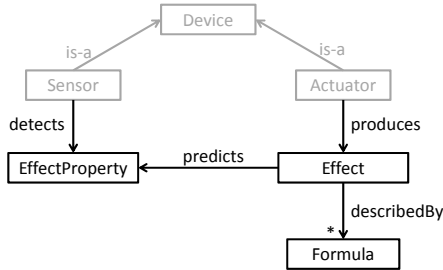 Device
is-a
is-a
Sensor
Actuator
detects
produces
EffectProperty
predicts
Effect
describedBy
*
Formula